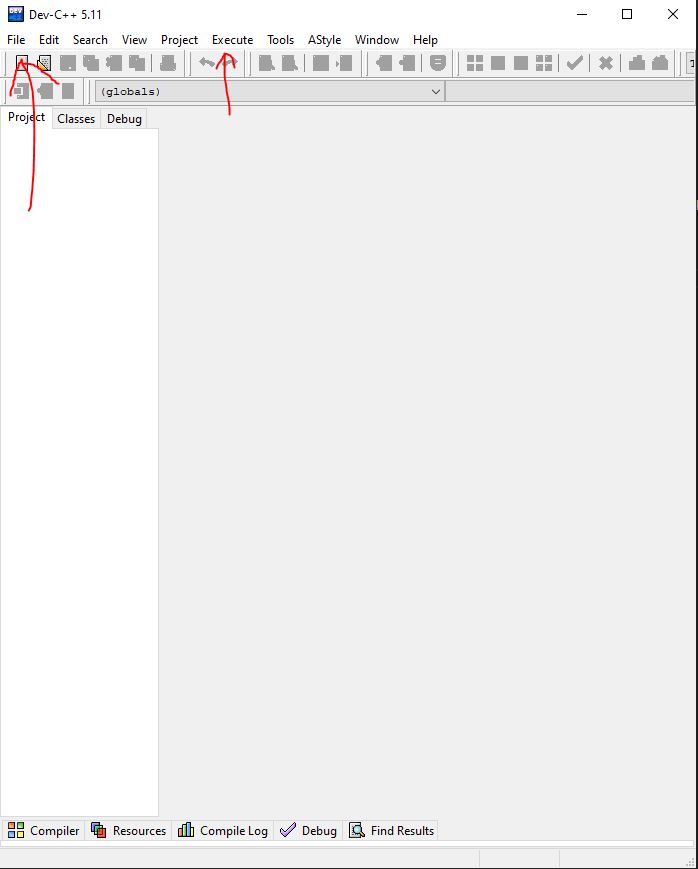 Dev-C++ 5.11
File Edit Search View Project Execute Tools AStyle Window Help
(globals)
Project Classes Debug
Compiler Resources Compile Log Debug Find Results